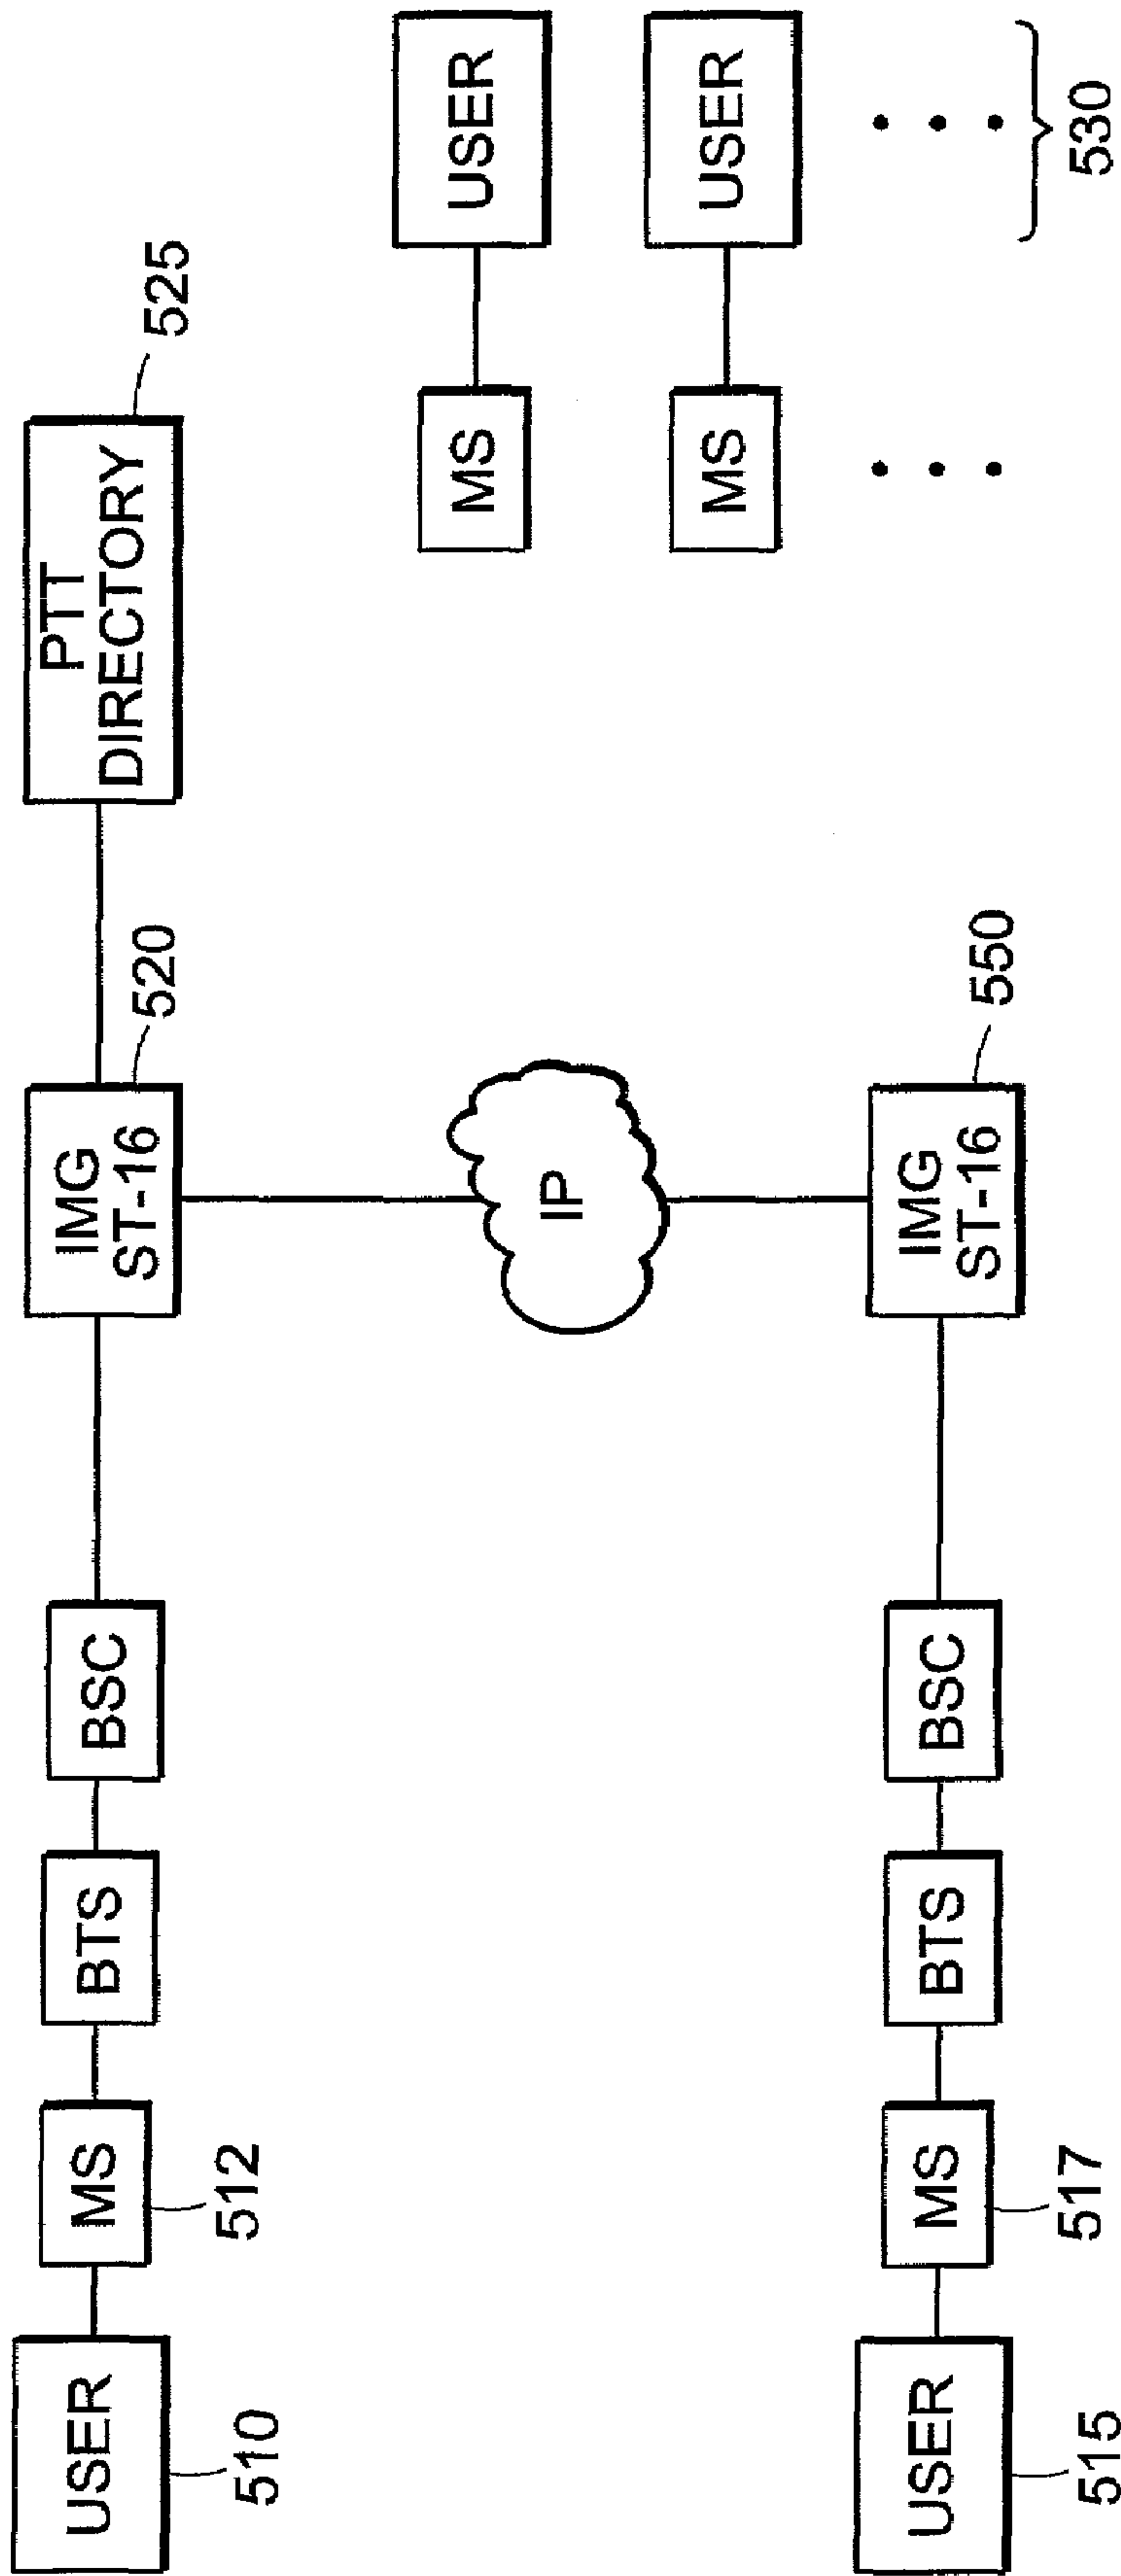 USER
510
MS
512
BTS
BSC
IMG
ST-16
520
PTT
DIRECTORY
525
IP
USER
515
MS
517
BTS
BSC
IMG
ST-16
550
MS
USER
MS
USER
530